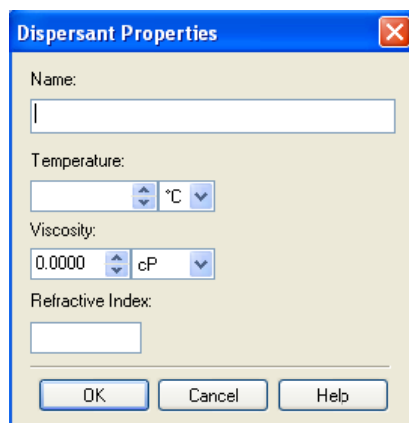 Dispersant Properties
Name:
Temperature:
°C
Viscosity:
0.0000 cP
Refractive Index:
OK Cancel Help